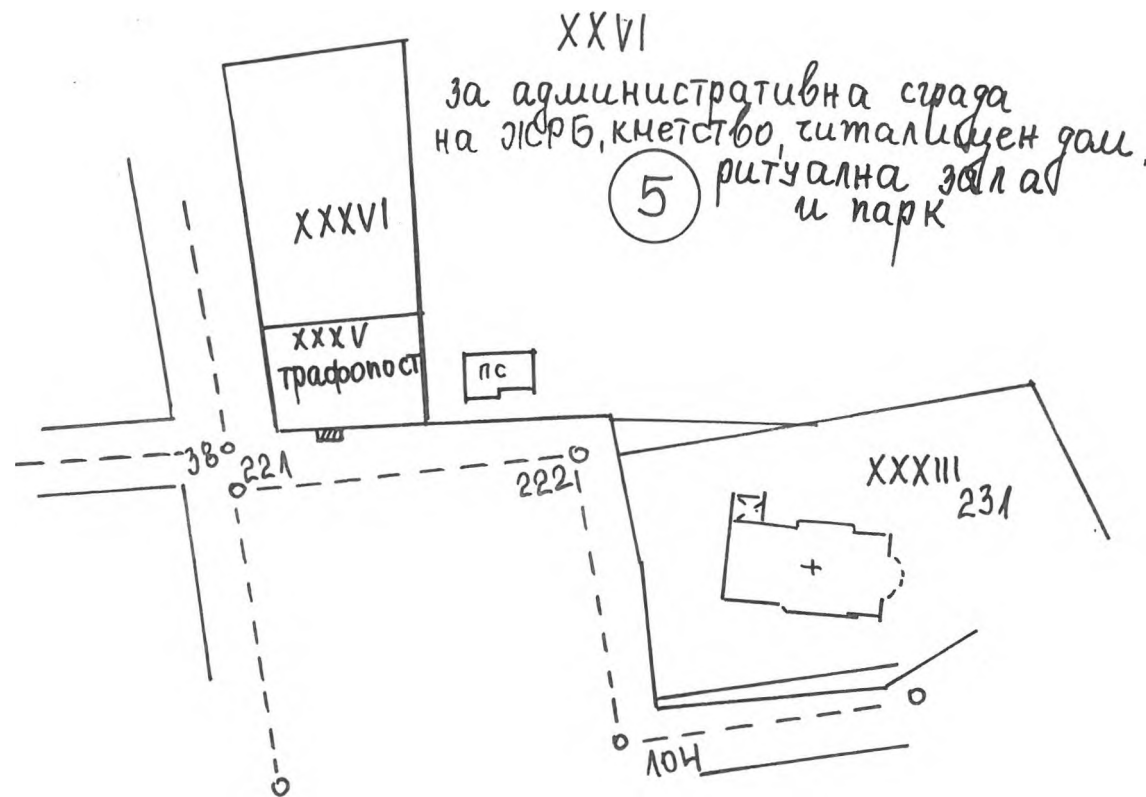 XXVI
за административна сграда
на ЖРБ, кметство, читалищен дом,
5 ритуална зала
и парк
XXXVI
XXXV
трафопост
ПС
38
221
222
XXXIII
231
104